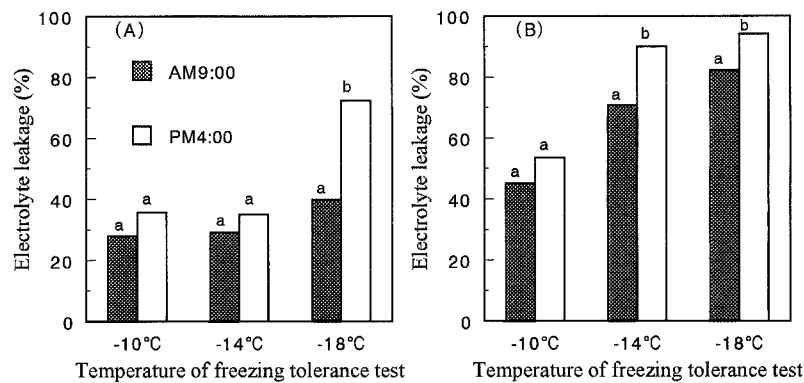 (A)
Electrolyte leakage (%)
100
80
60
40
20
0
AM9:00
PM4:00
a
a
a
a
a
b
-10°C
-14°C
-18°C
Temperature of freezing tolerance test
(B)
Electrolyte leakage (%)
100
80
60
40
20
0
a
a
a
b
a
b
-10°C
-14°C
-18°C
Temperature of freezing tolerance test